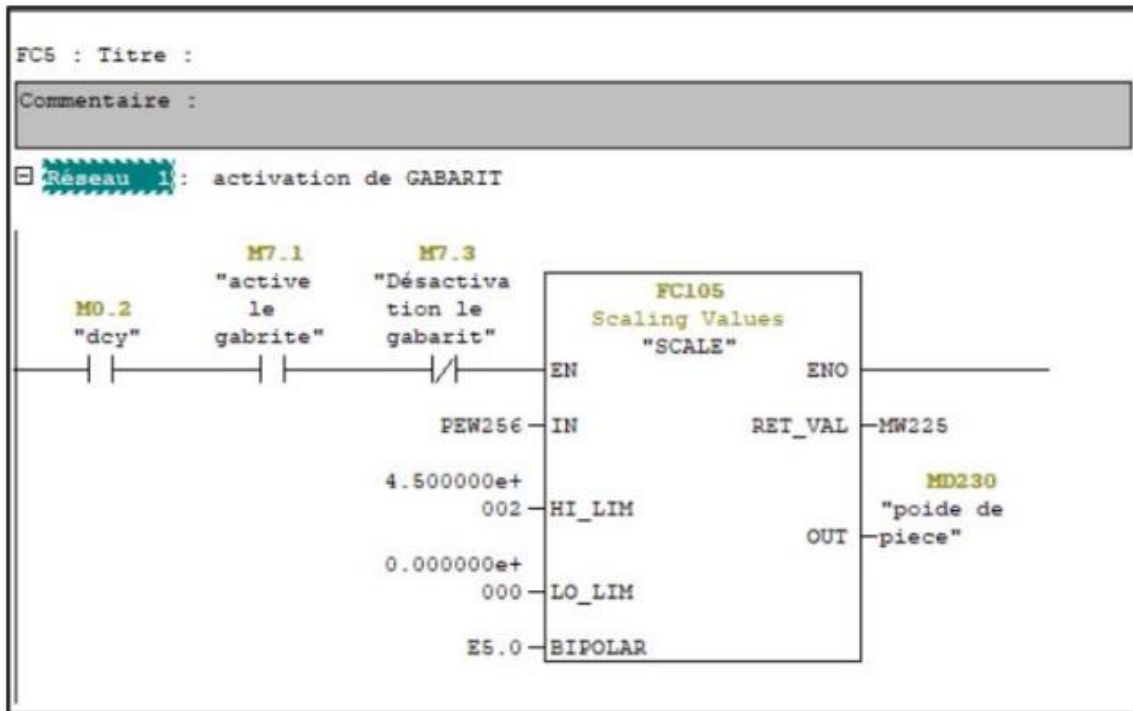 FC5 : Titre :
Commentaire :
Réseau 1: activation de GABARIT
M0.2
"dcy"
M7.1
"active
le
gabrite"
M7.3
"Désactiva
tion le
gabarit"
FC105
Scaling Values
"SCALE"
EN
ENO
PEW256
IN
RET_VAL
MW225
4.500000e+
002
HI_LIM
MD230
"poide de
piece"
OUT
0.000000e+
000
LO_LIM
E5.0
BIPOLAR